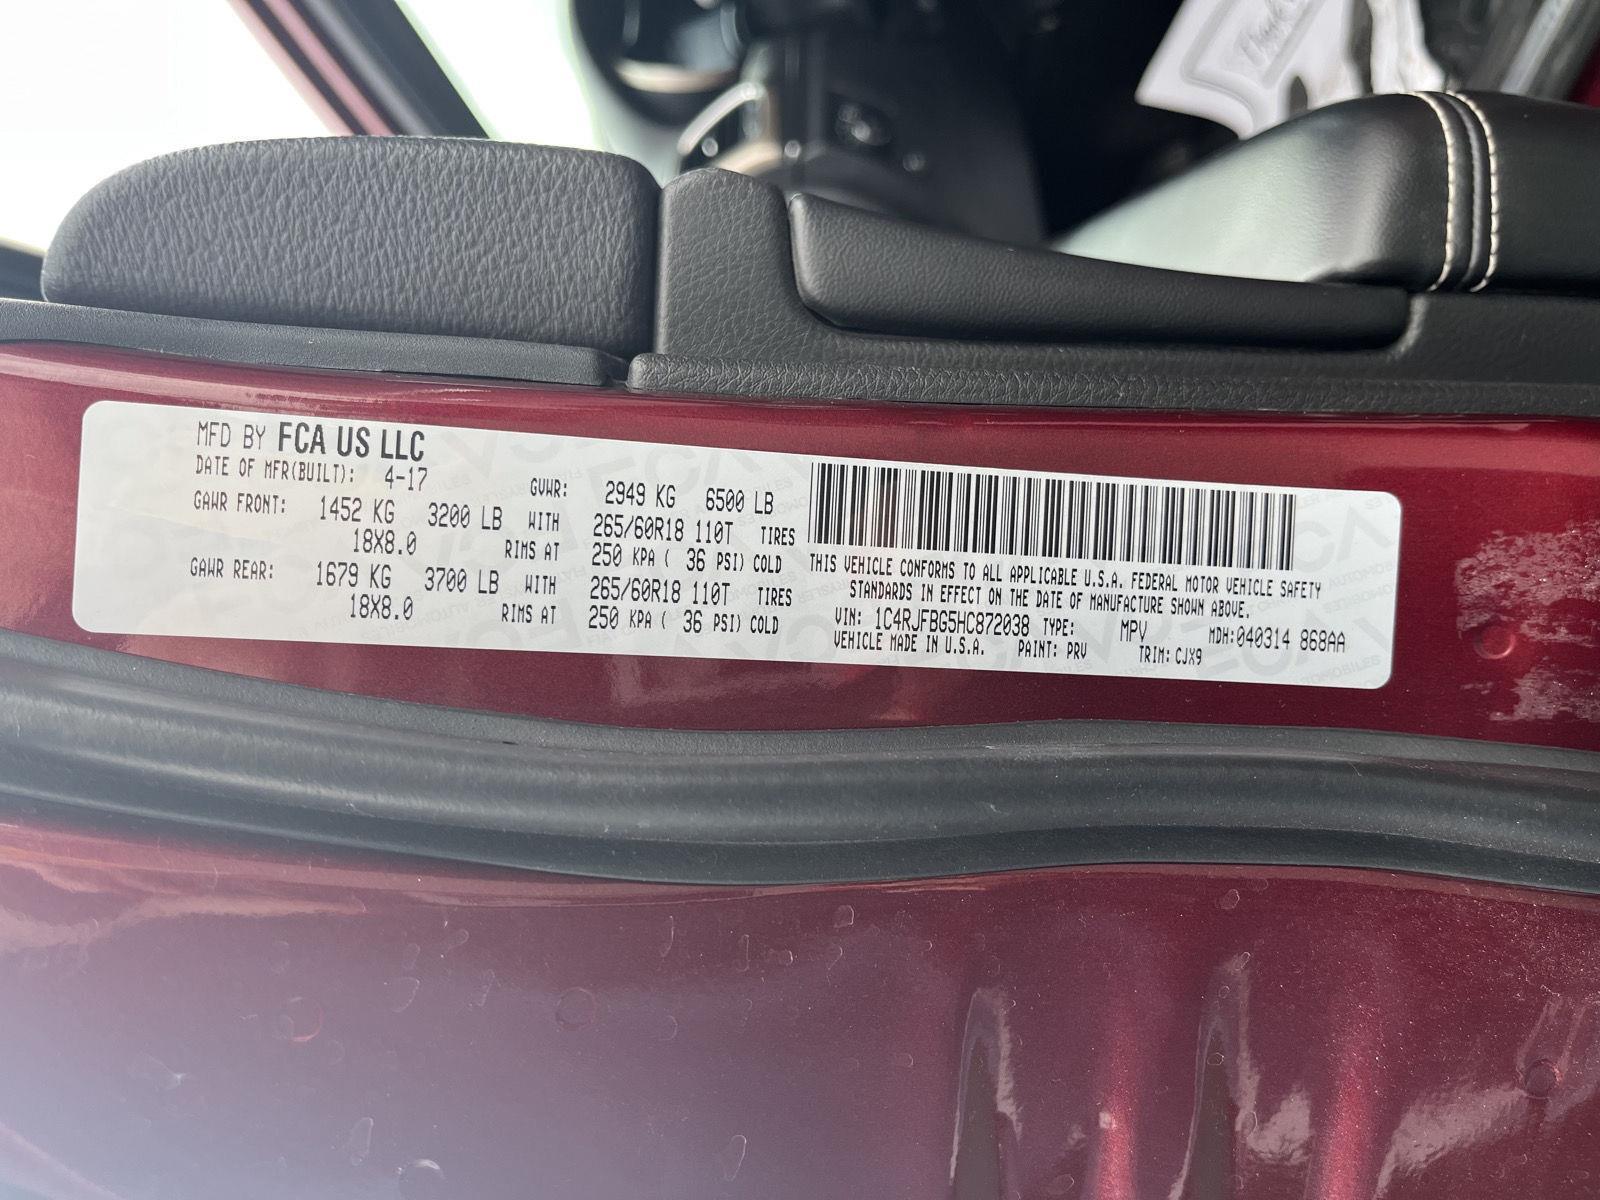 MFD BY FCA US LLC
DATE OF MFR(BUILT): 4-17 GVWR: 2949 KG 6500 LB
GAWR FRONT: 1452 KG 3200 LB WITH 265/60R18 110T TIRES
18X8.0 RIMS AT 250 KPA ( 36 PSI) COLD
GAWR REAR: 1679 KG 3700 LB WITH 265/60R18 110T TIRES
18X8.0 RIMS AT 250 KPA ( 36 PSI) COLD
THIS VEHICLE CONFORMS TO ALL APPLICABLE U.S.A. FEDERAL MOTOR VEHICLE SAFETY
STANDARDS IN EFFECT ON THE DATE OF MANUFACTURE SHOWN ABOVE.
VIN: 1C4RJFBG5HC872038 TYPE: MPV MDH:040314 868AA
VEHICLE MADE IN U.S.A. PAINT: PRV TRIM: CJX9